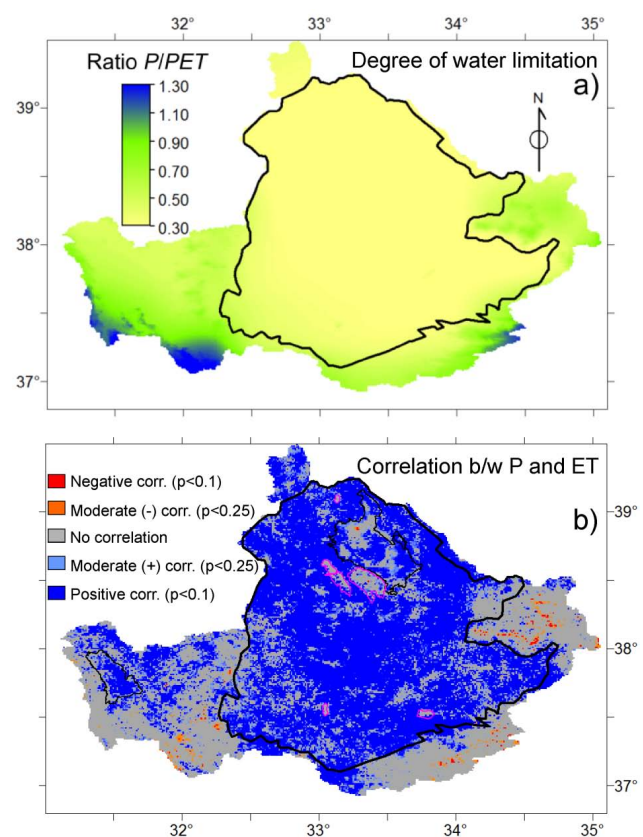 32° 33° 34° 35°
Ratio P/PET
Degree of water limitation
a)
1.30
1.10
0.90
0.70
0.50
0.30
N
39°
38°
37°
Correlation b/w P and ET
b)
Negative corr. (p<0.1)
Moderate (-) corr. (p<0.25)
No correlation
Moderate (+) corr. (p<0.25)
Positive corr. (p<0.1)
39°
38°
37°
32° 33° 34° 35°